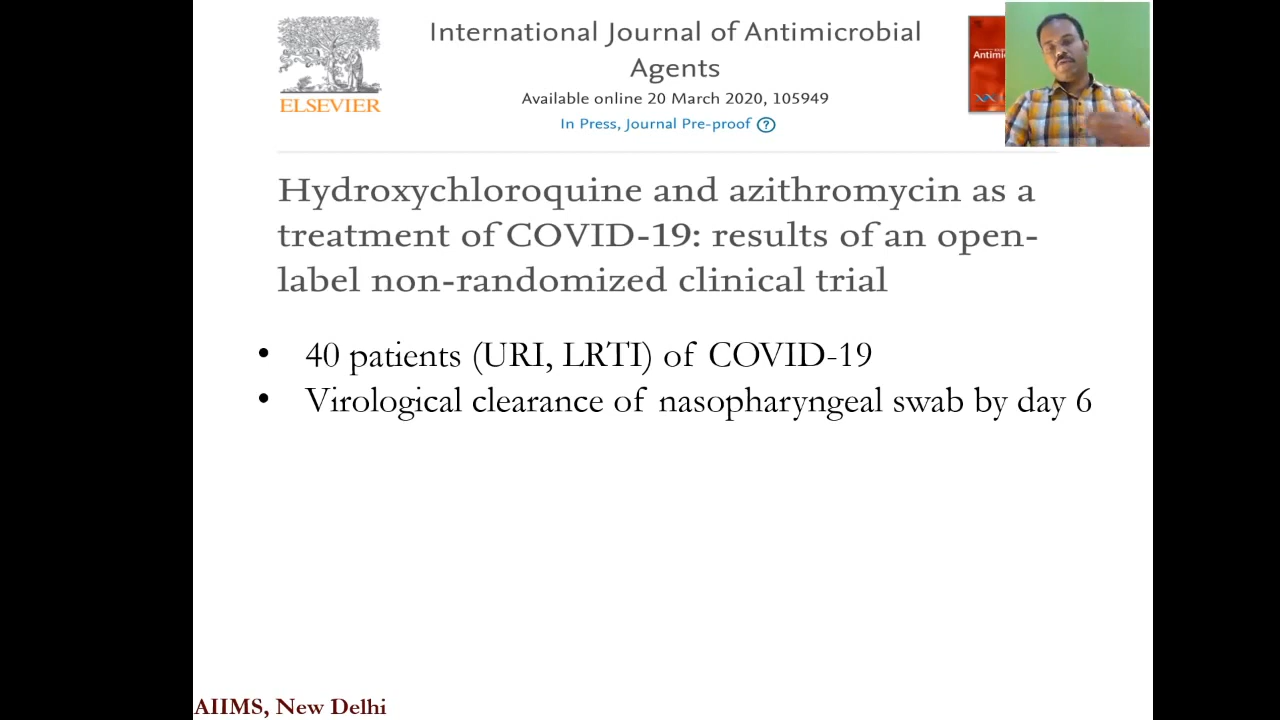 International Journal of Antimicrobial
Agents
Available online 20 March 2020, 105949
In Press, Journal Pre-proof ?
ELSEVIER
Antimi
Hydroxychloroquine and azithromycin as a
treatment of COVID-19: results of an open-
label non-randomized clinical trial
• 40 patients (URI, LRTI) of COVID-19
• Virological clearance of nasopharyngeal swab by day 6
AIIMS, New Delhi